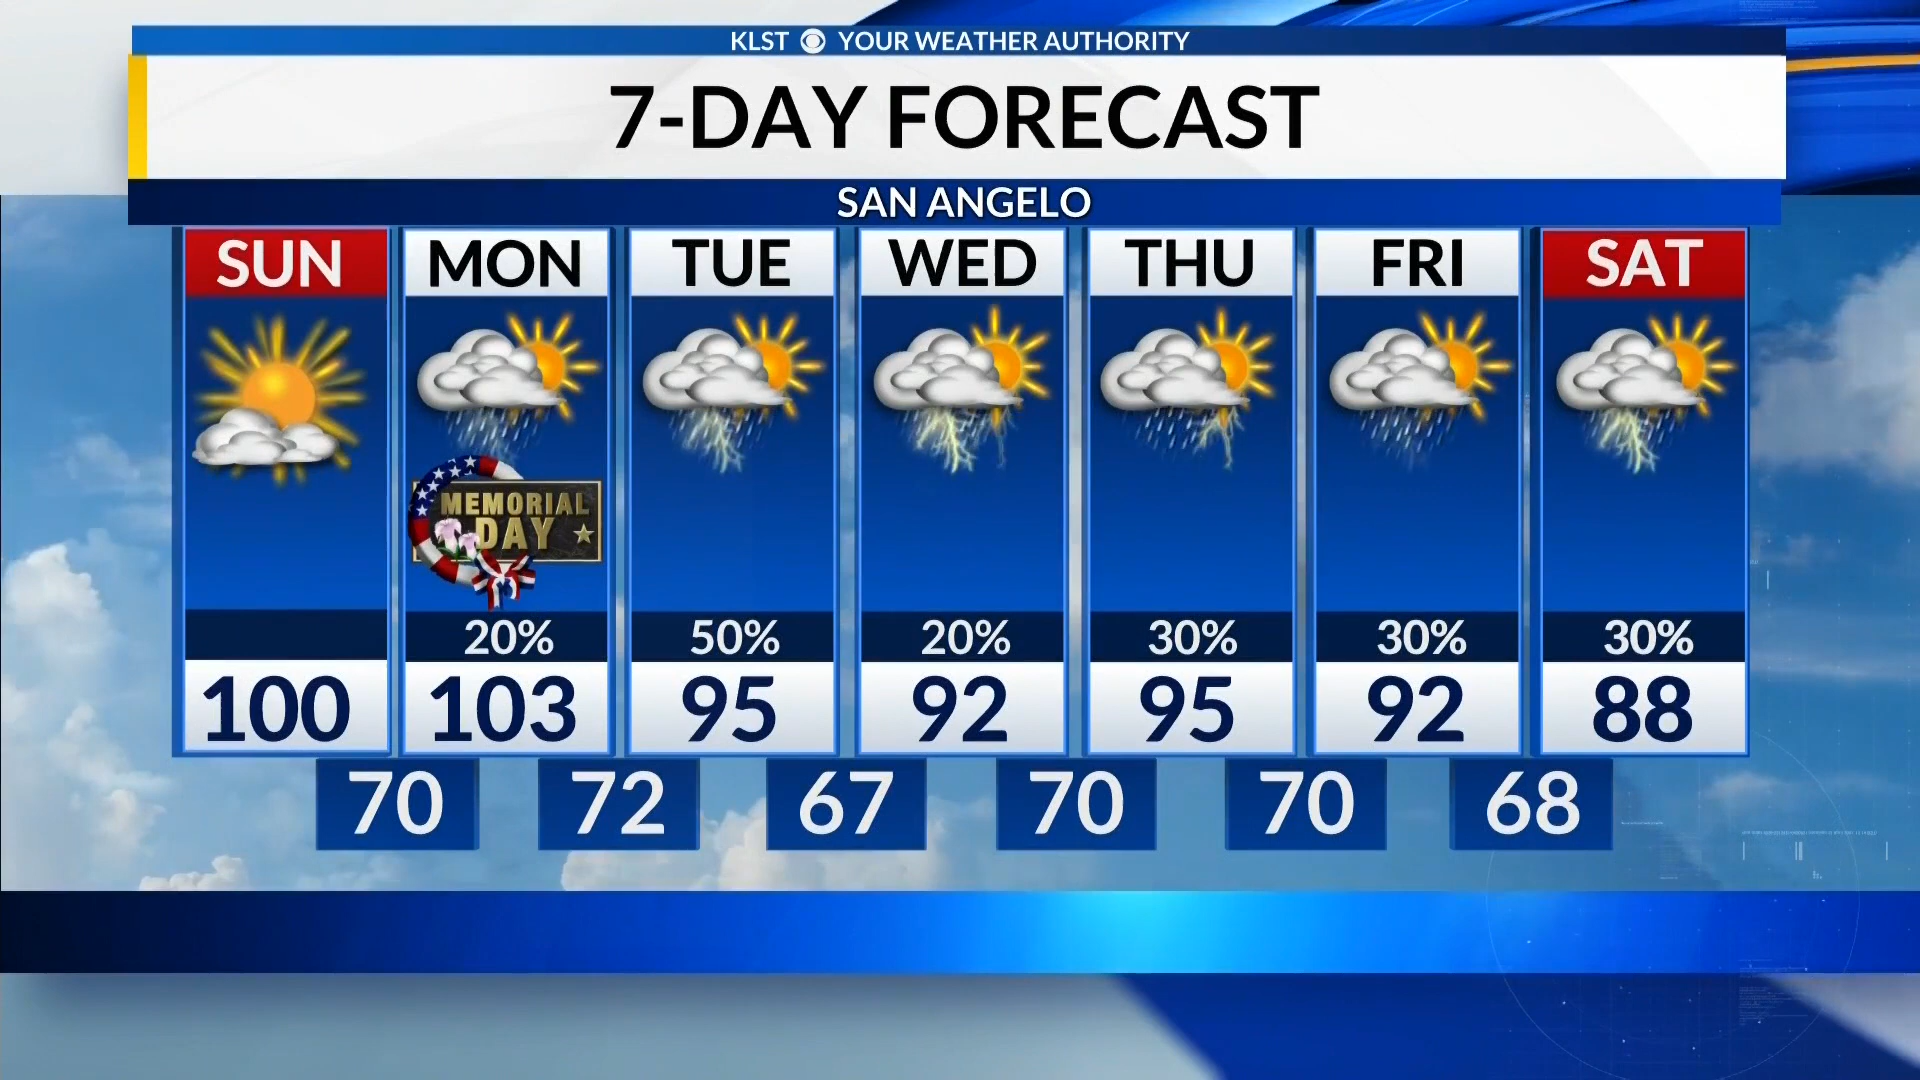 KLST YOUR WEATHER AUTHORITY
7-DAY FORECAST
SAN ANGELO
SUN MON TUE WED THU FRI SAT
MEMORIAL
DAY
20% 50% 20% 30% 30% 30%
100 103 95 92 95 92 88
70 72 67 70 70 68